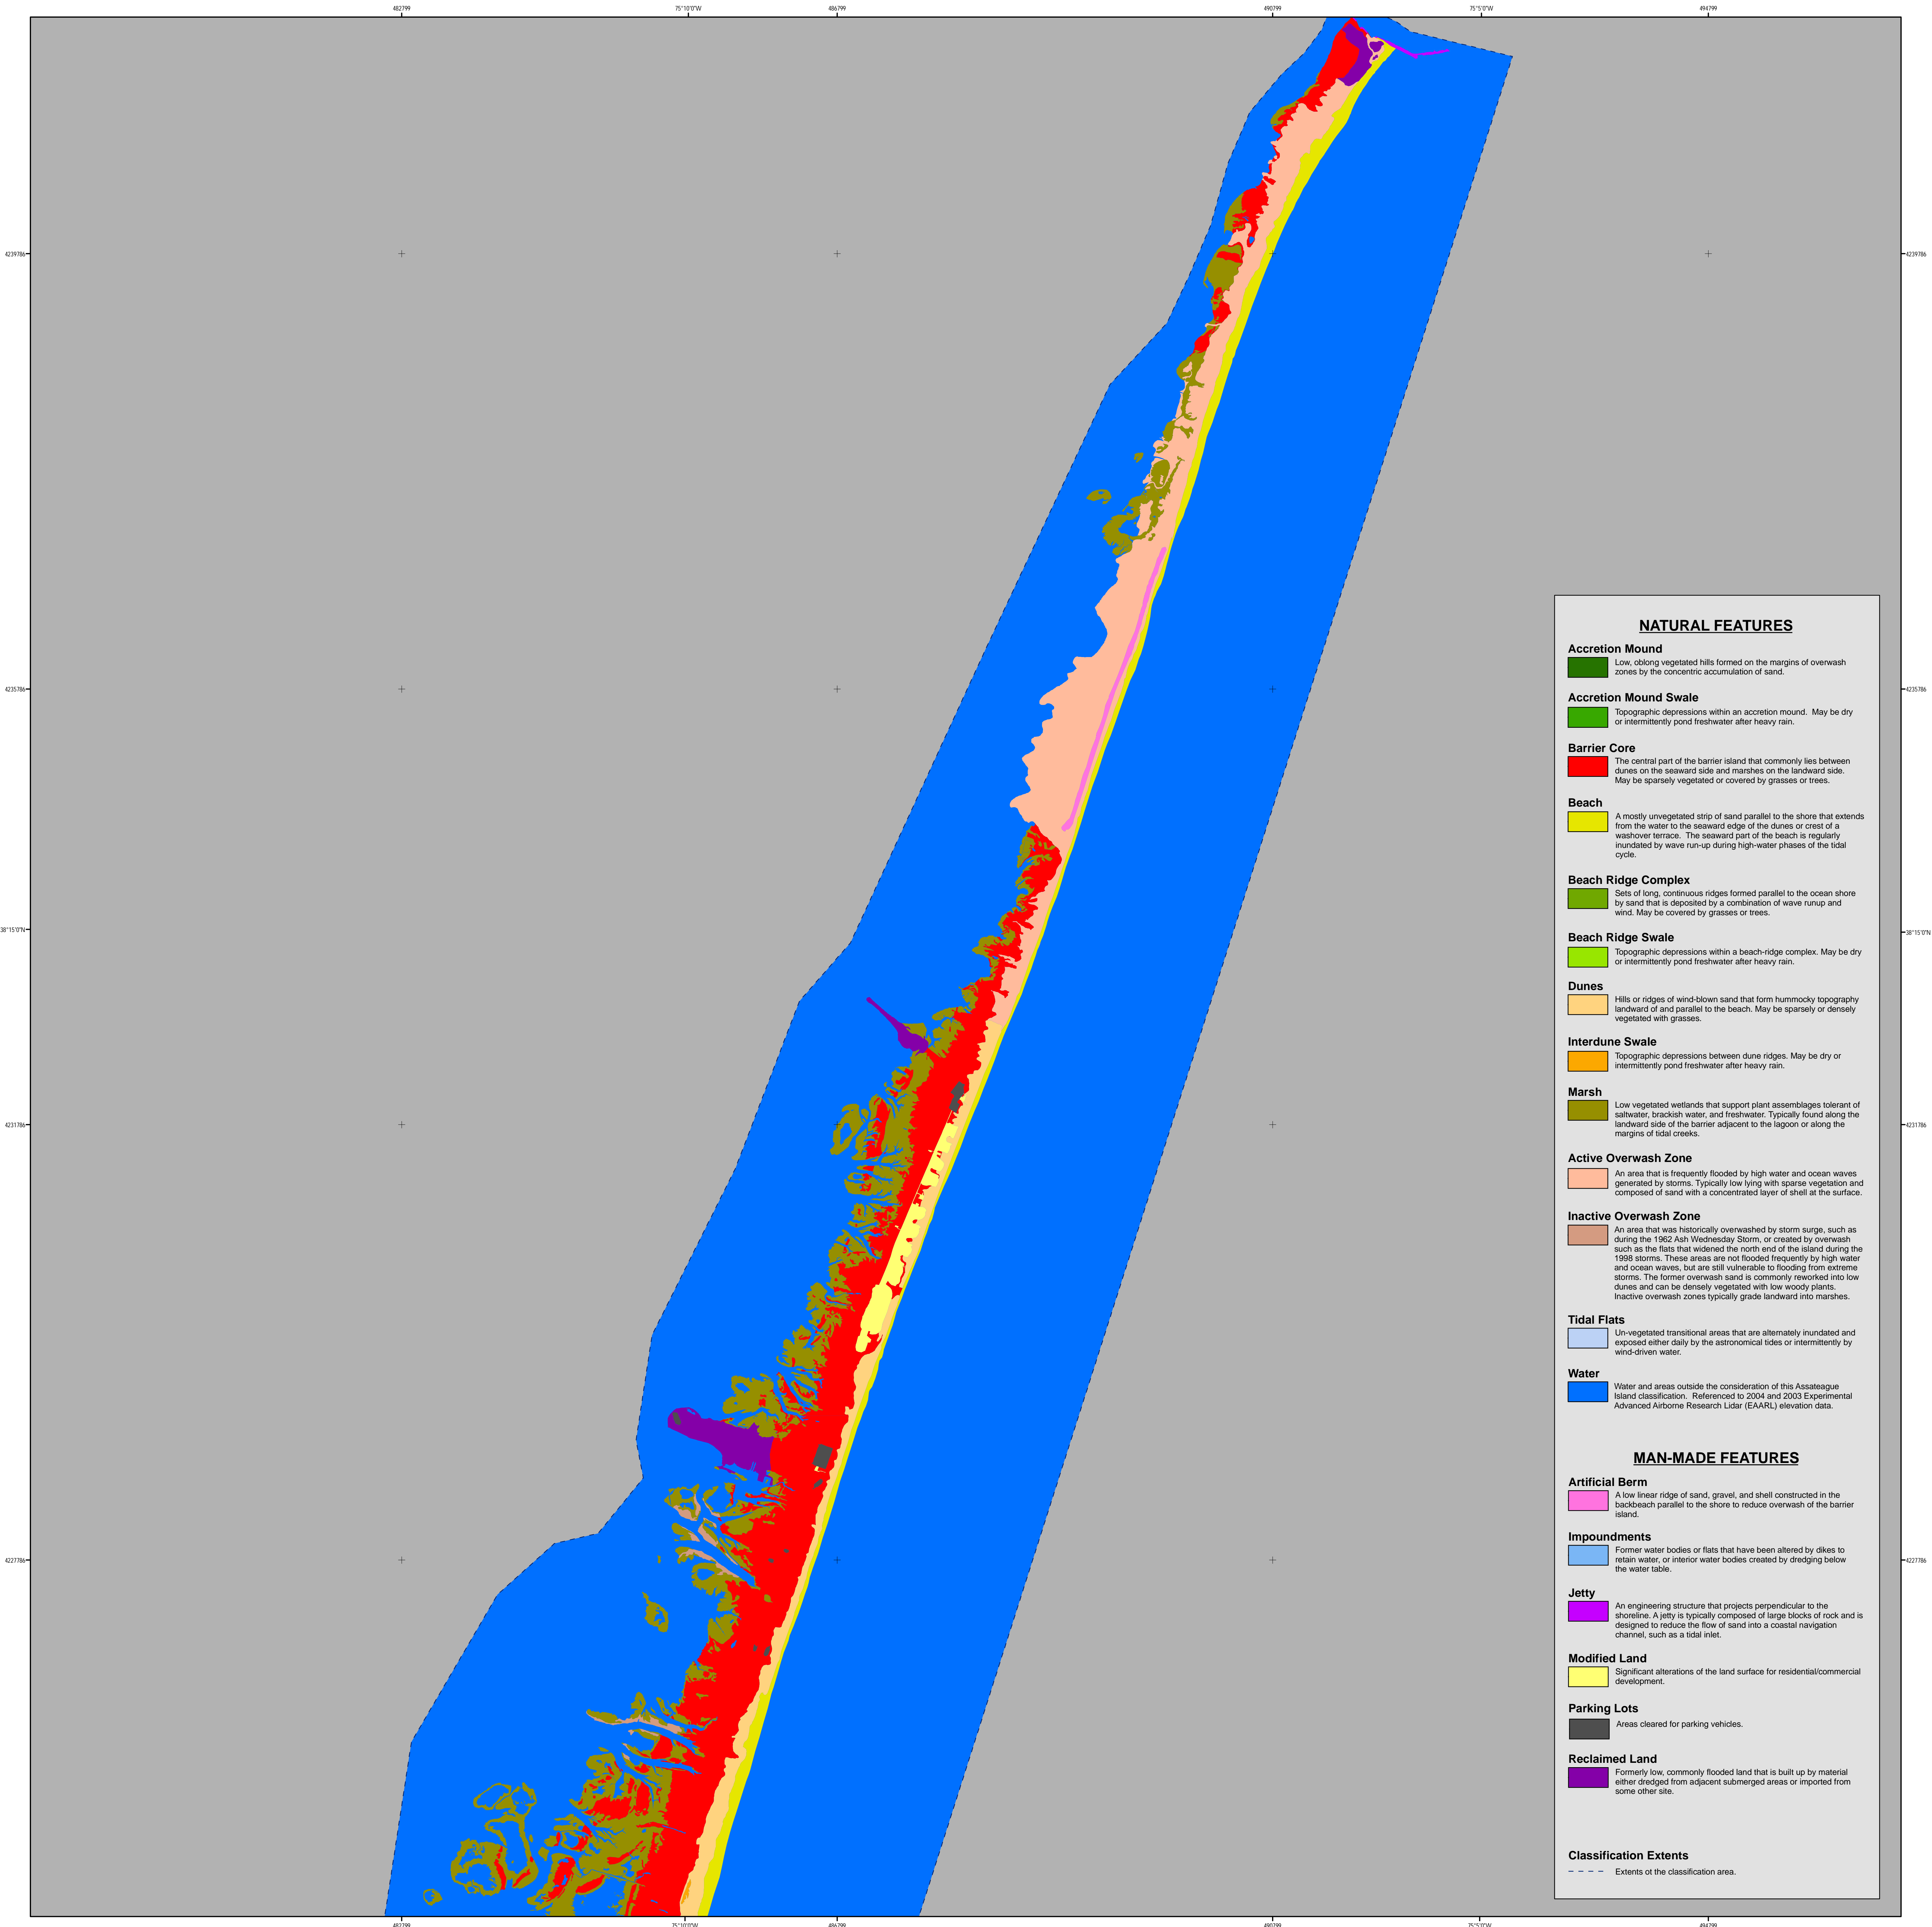 482799
75°10'0"W
486799
490799
75°5'0"W
494799
4239786
4239786
4235786
4235786
38°15'0"N
38°15'0"N
4231786
4231786
4227786
4227786
NATURAL FEATURES
Accretion Mound
Low, oblong vegetated hills formed on the margins of overwash
zones by the concentric accumulation of sand.
Accretion Mound Swale
Topographic depressions within an accretion mound. May be dry
or intermittently pond freshwater after heavy rain.
Barrier Core
The central part of the barrier island that commonly lies between
dunes on the seaward side and marshes on the landward side.
May be sparsely vegetated or covered by grasses or trees.
Beach
A mostly unvegetated strip of sand parallel to the shore that extends
from the water to the seaward edge of the dunes or crest of a
washover terrace. The seaward part of the beach is regularly
inundated by wave run-up during high-water phases of the tidal
cycle.
Beach Ridge Complex
Sets of long, continuous ridges formed parallel to the ocean shore
by sand that is deposited by a combination of wave runup and
wind. May be covered by grasses or trees.
Beach Ridge Swale
Topographic depressions within a beach-ridge complex. May be dry
or intermittently pond freshwater after heavy rain.
Dunes
Hills or ridges of wind-blown sand that form hummocky topography
landward of and parallel to the beach. May be sparsely or densely
vegetated with grasses.
Interdune Swale
Topographic depressions between dune ridges. May be dry or
intermittently pond freshwater after heavy rain.
Marsh
Low vegetated wetlands that support plant assemblages tolerant of
saltwater, brackish water, and freshwater. Typically found along the
landward side of the barrier adjacent to the lagoon or along the
margins of tidal creeks.
Active Overwash Zone
An area that is frequently flooded by high water and ocean waves
generated by storms. Typically low lying with sparse vegetation and
composed of sand with a concentrated layer of shell at the surface.
Inactive Overwash Zone
An area that was historically overwashed by storm surge, such as
during the 1962 Ash Wednesday Storm, or created by overwash
such as the flats that widened the north end of the island during the
1998 storms. These areas are not flooded frequently by high water
and ocean waves, but are still vulnerable to flooding from extreme
storms. The former overwash sand is commonly reworked into low
dunes and can be densely vegetated with low woody plants.
Inactive overwash zones typically grade landward into marshes.
Tidal Flats
Un-vegetated transitional areas that are alternately inundated and
exposed either daily by the astronomical tides or intermittently by
wind-driven water.
Water
Water and areas outside the consideration of this Assateague
Island classification. Referenced to 2004 and 2003 Experimental
Advanced Airborne Research Lidar (EAARL) elevation data.
MAN-MADE FEATURES
Artificial Berm
A low linear ridge of sand, gravel, and shell constructed in the
backbeach parallel to the shore to reduce overwash of the barrier
island.
Impoundments
Former water bodies or flats that have been altered by dikes to
retain water, or interior water bodies created by dredging below
the water table.
Jetty
An engineering structure that projects perpendicular to the
shoreline. A jetty is typically composed of large blocks of rock and is
designed to reduce the flow of sand into a coastal navigation
channel, such as a tidal inlet.
Modified Land
Significant alterations of the land surface for residential/commercial
development.
Parking Lots
Areas cleared for parking vehicles.
Reclaimed Land
Formerly low, commonly flooded land that is built up by material
either dredged from adjacent submerged areas or imported from
some other site.
Classification Extents
Extents ot the classification area.
482799
75°10'0"W
486799
490799
75°5'0"W
494799